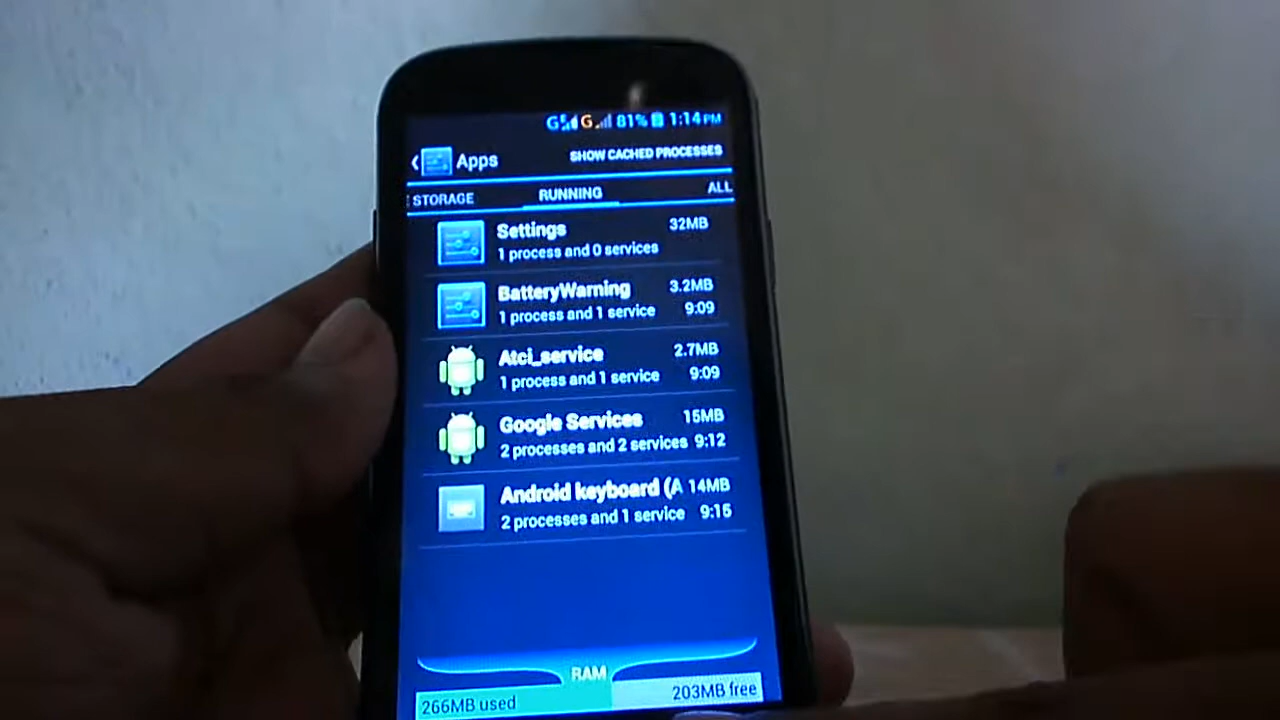 G G 81% 1:14 PM
Apps SHOW CACHED PROCESSES
STORAGE RUNNING ALL
Settings 32MB
1 process and 0 services
BatteryWarning 3.2MB
1 process and 1 service 9:09
Atci_service 2.7MB
1 process and 1 service 9:09
Google Services 15MB
2 processes and 2 services 9:12
Android keyboard (A 14MB
2 processes and 1 service 9:15
RAM
266MB used 203MB free